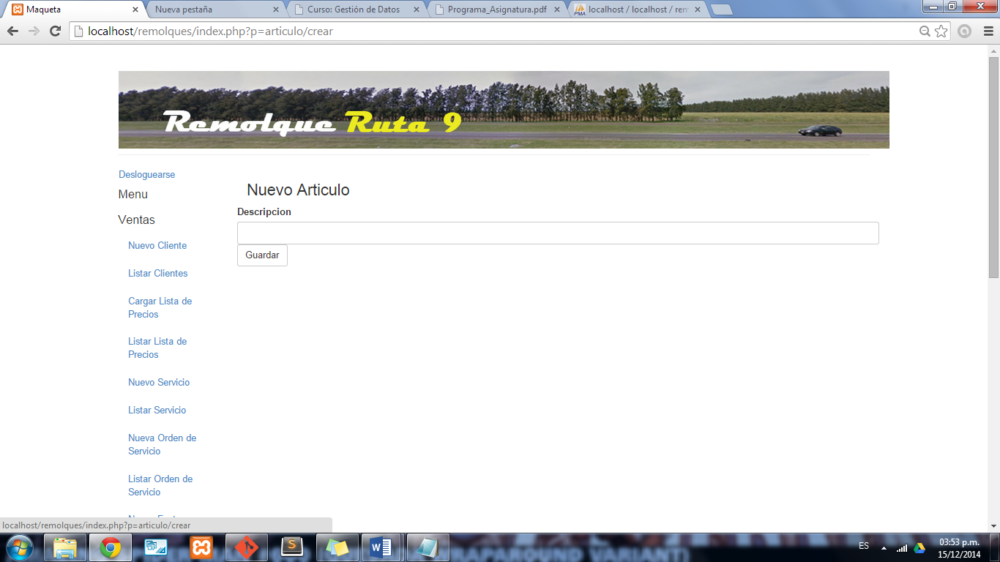 Maqueta
Nueva pestaña
Curso: Gestión de Datos
Programa_Asignatura.pdf
localhost / localhost / rem
localhost/remolques/index.php?p=articulo/crear
Remolque Ruta 9
Desloguearse
Menu
Ventas
Nuevo Cliente
Listar Clientes
Cargar Lista de
Precios
Listar Lista de
Precios
Nuevo Servicio
Listar Servicio
Nueva Orden de
Servicio
Listar Orden de
Servicio
Nuevo Articulo
Descripcion
Guardar
localhost/remolques/index.php?p=articulo/crear
ES
03:53 p.m.
15/12/2014